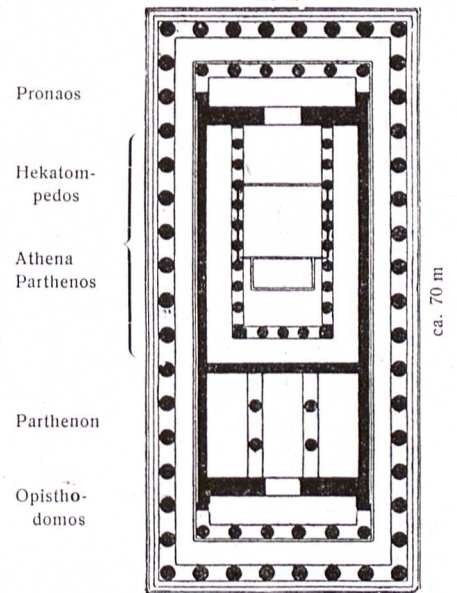 Pronaos
Hekatom-
pedos
Athena
Parthenos
Parthenon
Opistho-
domos
ca. 70 m